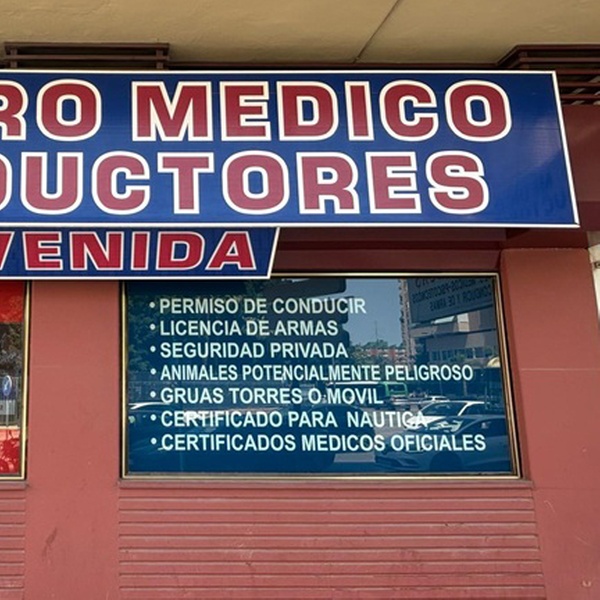 RO MEDICO
DUCTORES
VENIDA
• PERMISO DE CONDUCIR
• LICENCIA DE ARMAS
• SEGURIDAD PRIVADA
• ANIMALES POTENCIALMENTE PELIGROSO
• GRUAS TORRES O MOVIL
• CERTIFICADO PARA NAUTICA
• CERTIFICADOS MEDICOS OFICIALES